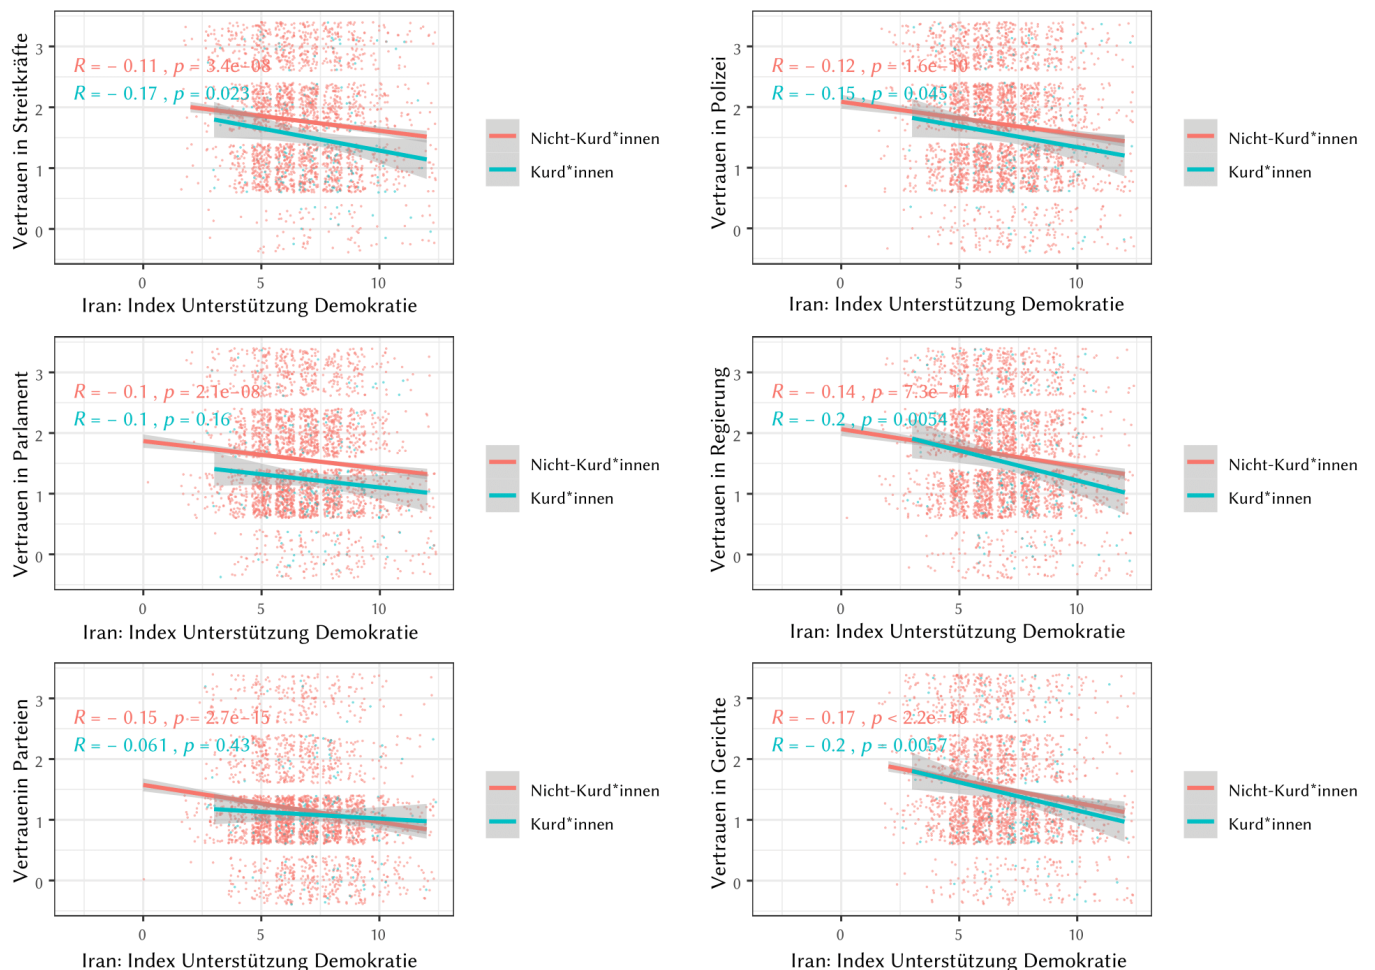 Vertrauen in Streitkräfte
3
2
1
0
R = − 0.11 , p = 3.4e−08
R = − 0.17 , p = 0.023
0 5 10
Iran: Index Unterstützung Demokratie
Nicht-Kurd*innen
Kurd*innen
Vertrauen in Polizei
3
2
1
0
R = − 0.12 , p = 1.6e−10
R = − 0.15 , p = 0.045
0 5 10
Iran: Index Unterstützung Demokratie
Nicht-Kurd*innen
Kurd*innen
Vertrauen in Parlament
3
2
1
0
R = − 0.1 , p = 2.1e−08
R = − 0.1 , p = 0.16
0 5 10
Iran: Index Unterstützung Demokratie
Nicht-Kurd*innen
Kurd*innen
Vertrauen in Regierung
3
2
1
0
R = − 0.14 , p = 7.3e−14
R = − 0.2 , p = 0.0054
0 5 10
Iran: Index Unterstützung Demokratie
Nicht-Kurd*innen
Kurd*innen
Vertrauenin Parteien
3
2
1
0
R = − 0.15 , p = 2.7e−15
R = − 0.061 , p = 0.43
0 5 10
Iran: Index Unterstützung Demokratie
Nicht-Kurd*innen
Kurd*innen
Vertrauen in Gerichte
3
2
1
0
R = − 0.17 , p < 2.2e−16
R = − 0.2 , p = 0.0057
0 5 10
Iran: Index Unterstützung Demokratie
Nicht-Kurd*innen
Kurd*innen